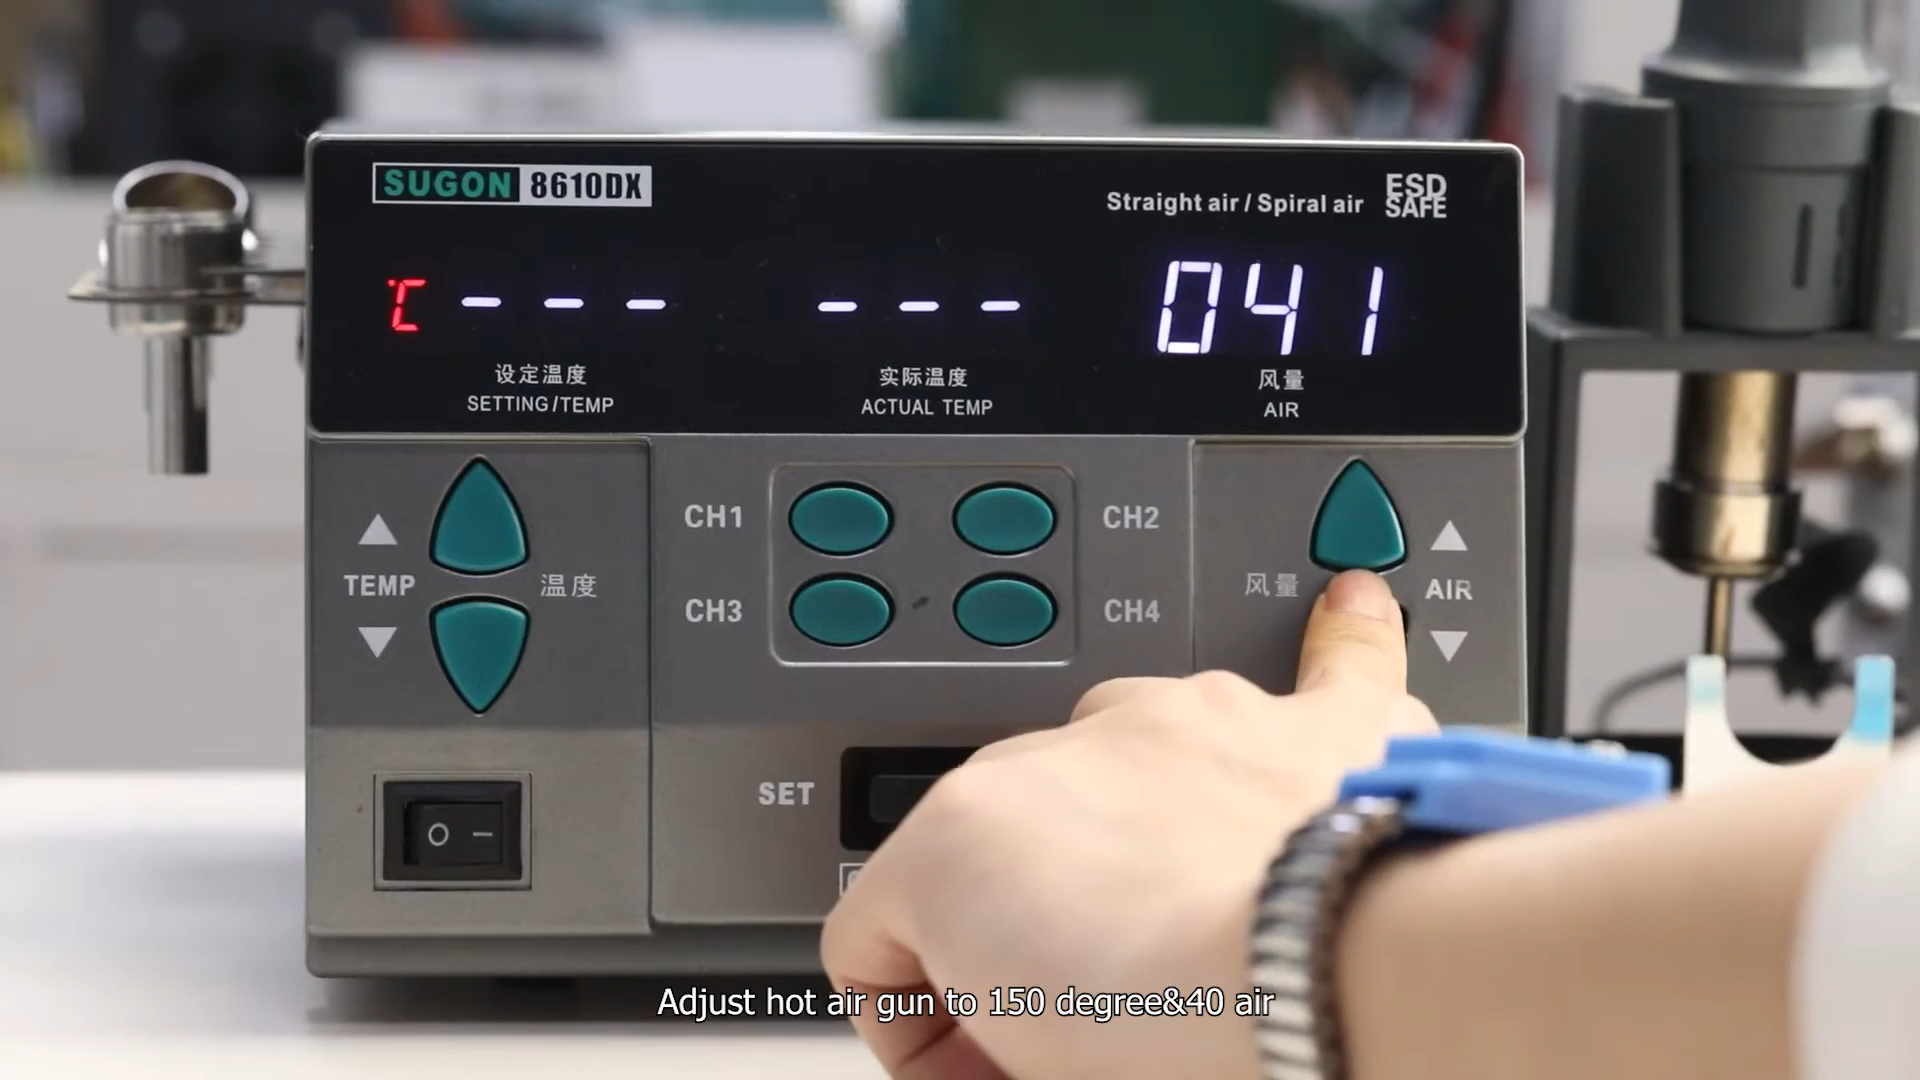 SUGON 8610DX
Straight air / Spiral air
ESD SAFE
℃ - - - - - - 041
设定温度 实际温度 风量
SETTING/TEMP ACTUAL TEMP AIR
CH1 CH2
TEMP 温度 风量 AIR
CH3 CH4
SET
Adjust hot air gun to 150 degree&40 air